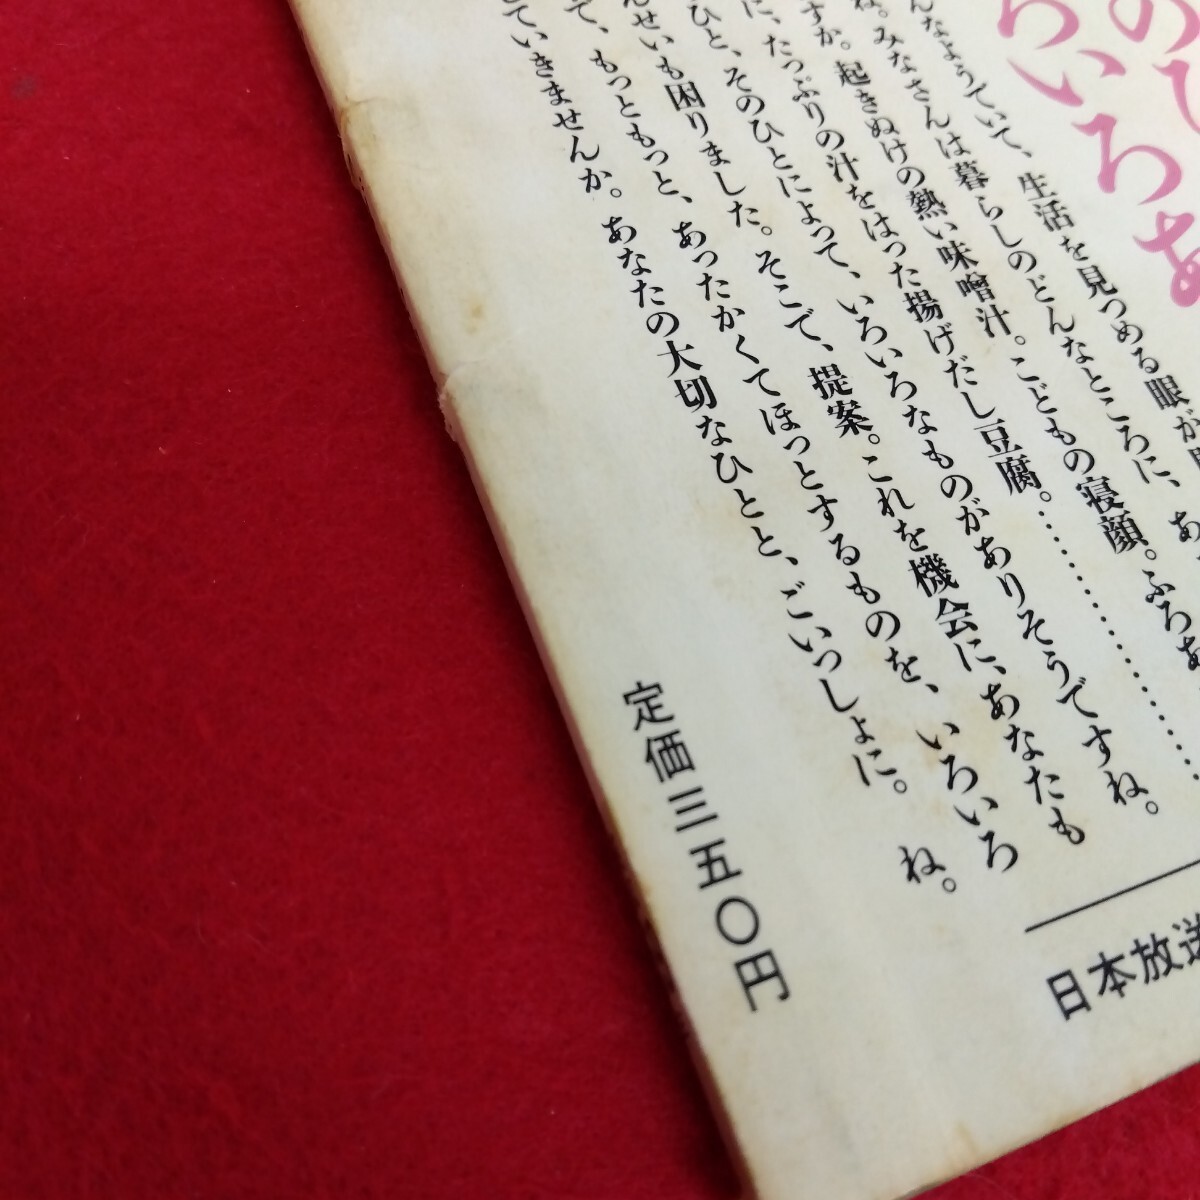 のひ
らいろあ
んなようていて、生活を見つめる眼が
ね。みなさんは暮らしのどんなところに、あ
すか。起きぬけの熱い味噌汁。こどもの寝顔。ふろあ
に、たっぷりの汁をはった揚げだし豆腐。…………………
ひと、そのひとによって、いろいろなものがありそうですね。
んせいも困りました。そこで、提案。これを機会に、あなたも
て、もっともっと、あったかくてほっとするものを、いろいろ
していきませんか。あなたの大切なひとと、ごいっしょに。ね。
定価三五〇円
日本放送